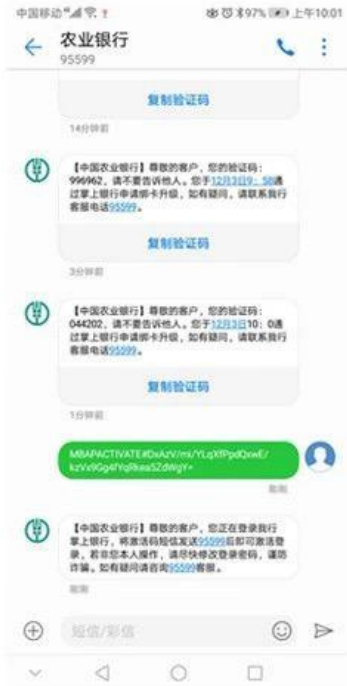 中国移动
97%
上午10:01
农业银行
95599
复制验证码
14分钟前
【中国农业银行】尊敬的客户，您的验证码：
996962，请不要告诉他人。您于12月3日9：58通
过掌上银行申请绑卡升级，如有疑问，请联系我行
客服电话95599。
复制验证码
3分钟前
【中国农业银行】尊敬的客户，您的验证码：
044202，请不要告诉他人。您于12月3日10：0通
过掌上银行申请绑卡升级，如有疑问，请联系我行
客服电话95599。
复制验证码
1分钟前
MBAPACTIVATE#DxAzV/mi/YLqXfPpdQxwE/
kzVx9Gg4fYqRkeaSZdWgY=
刚刚
【中国农业银行】尊敬的客户，您正在登录我行
掌上银行，将激活码短信发送95599后即可激活登
录，若非您本人操作，请尽快修改登录密码，谨防
诈骗。如有疑问请咨询95599客服。
刚刚
短信/彩信